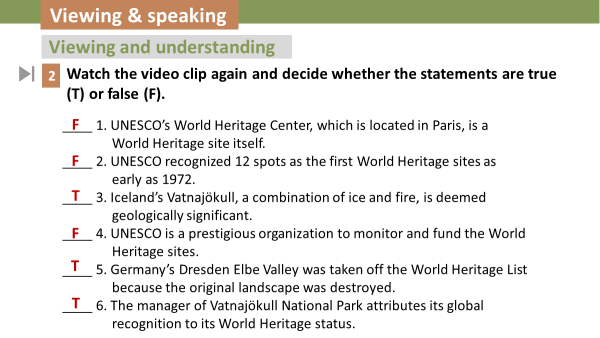 Viewing & speaking
Viewing and understanding
2 Watch the video clip again and decide whether the statements are true
(T) or false (F).
F 1. UNESCO’s World Heritage Center, which is located in Paris, is a
World Heritage site itself.
F 2. UNESCO recognized 12 spots as the first World Heritage sites as
early as 1972.
T 3. Iceland’s Vatnajökull, a combination of ice and fire, is deemed
geologically significant.
F 4. UNESCO is a prestigious organization to monitor and fund the World
Heritage sites.
T 5. Germany’s Dresden Elbe Valley was taken off the World Heritage List
because the original landscape was destroyed.
T 6. The manager of Vatnajökull National Park attributes its global
recognition to its World Heritage status.